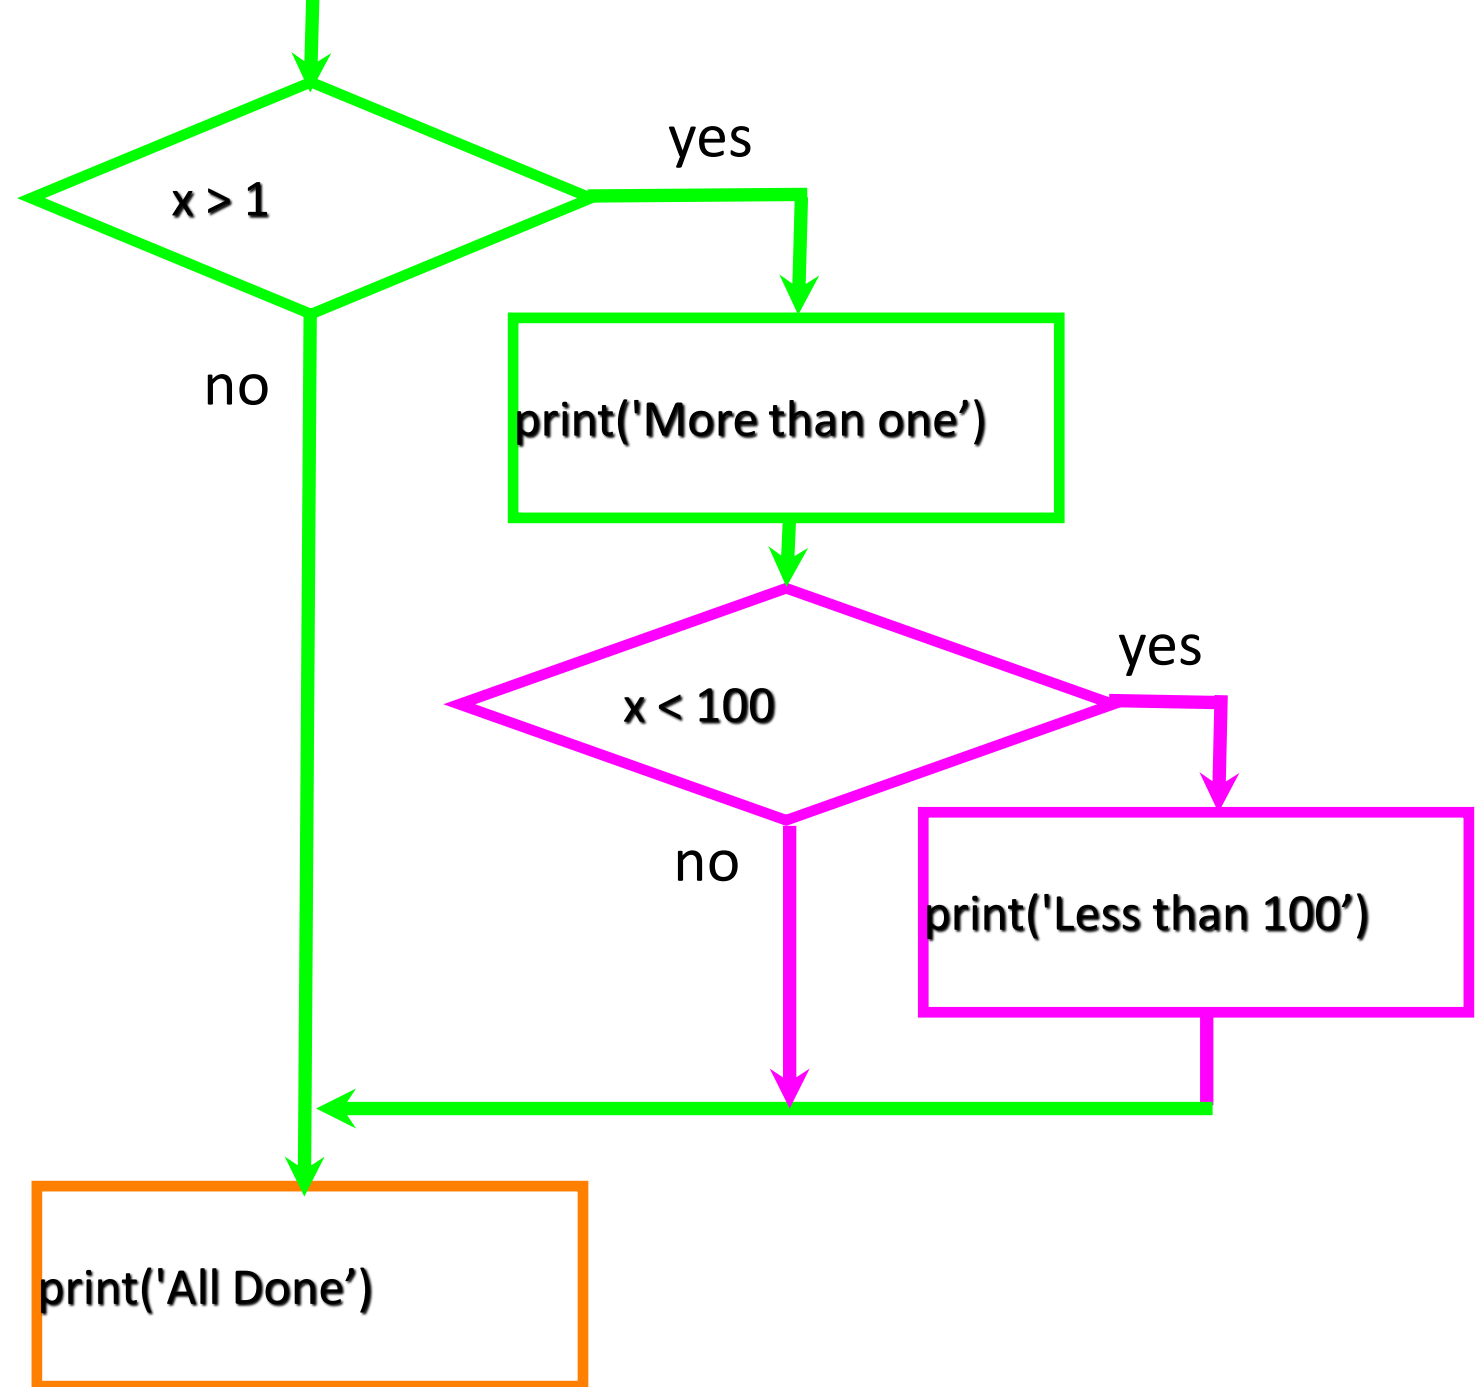 yes
x > 1
no
print('More than one’)
yes
x < 100
no
print('Less than 100’)
print('All Done’)